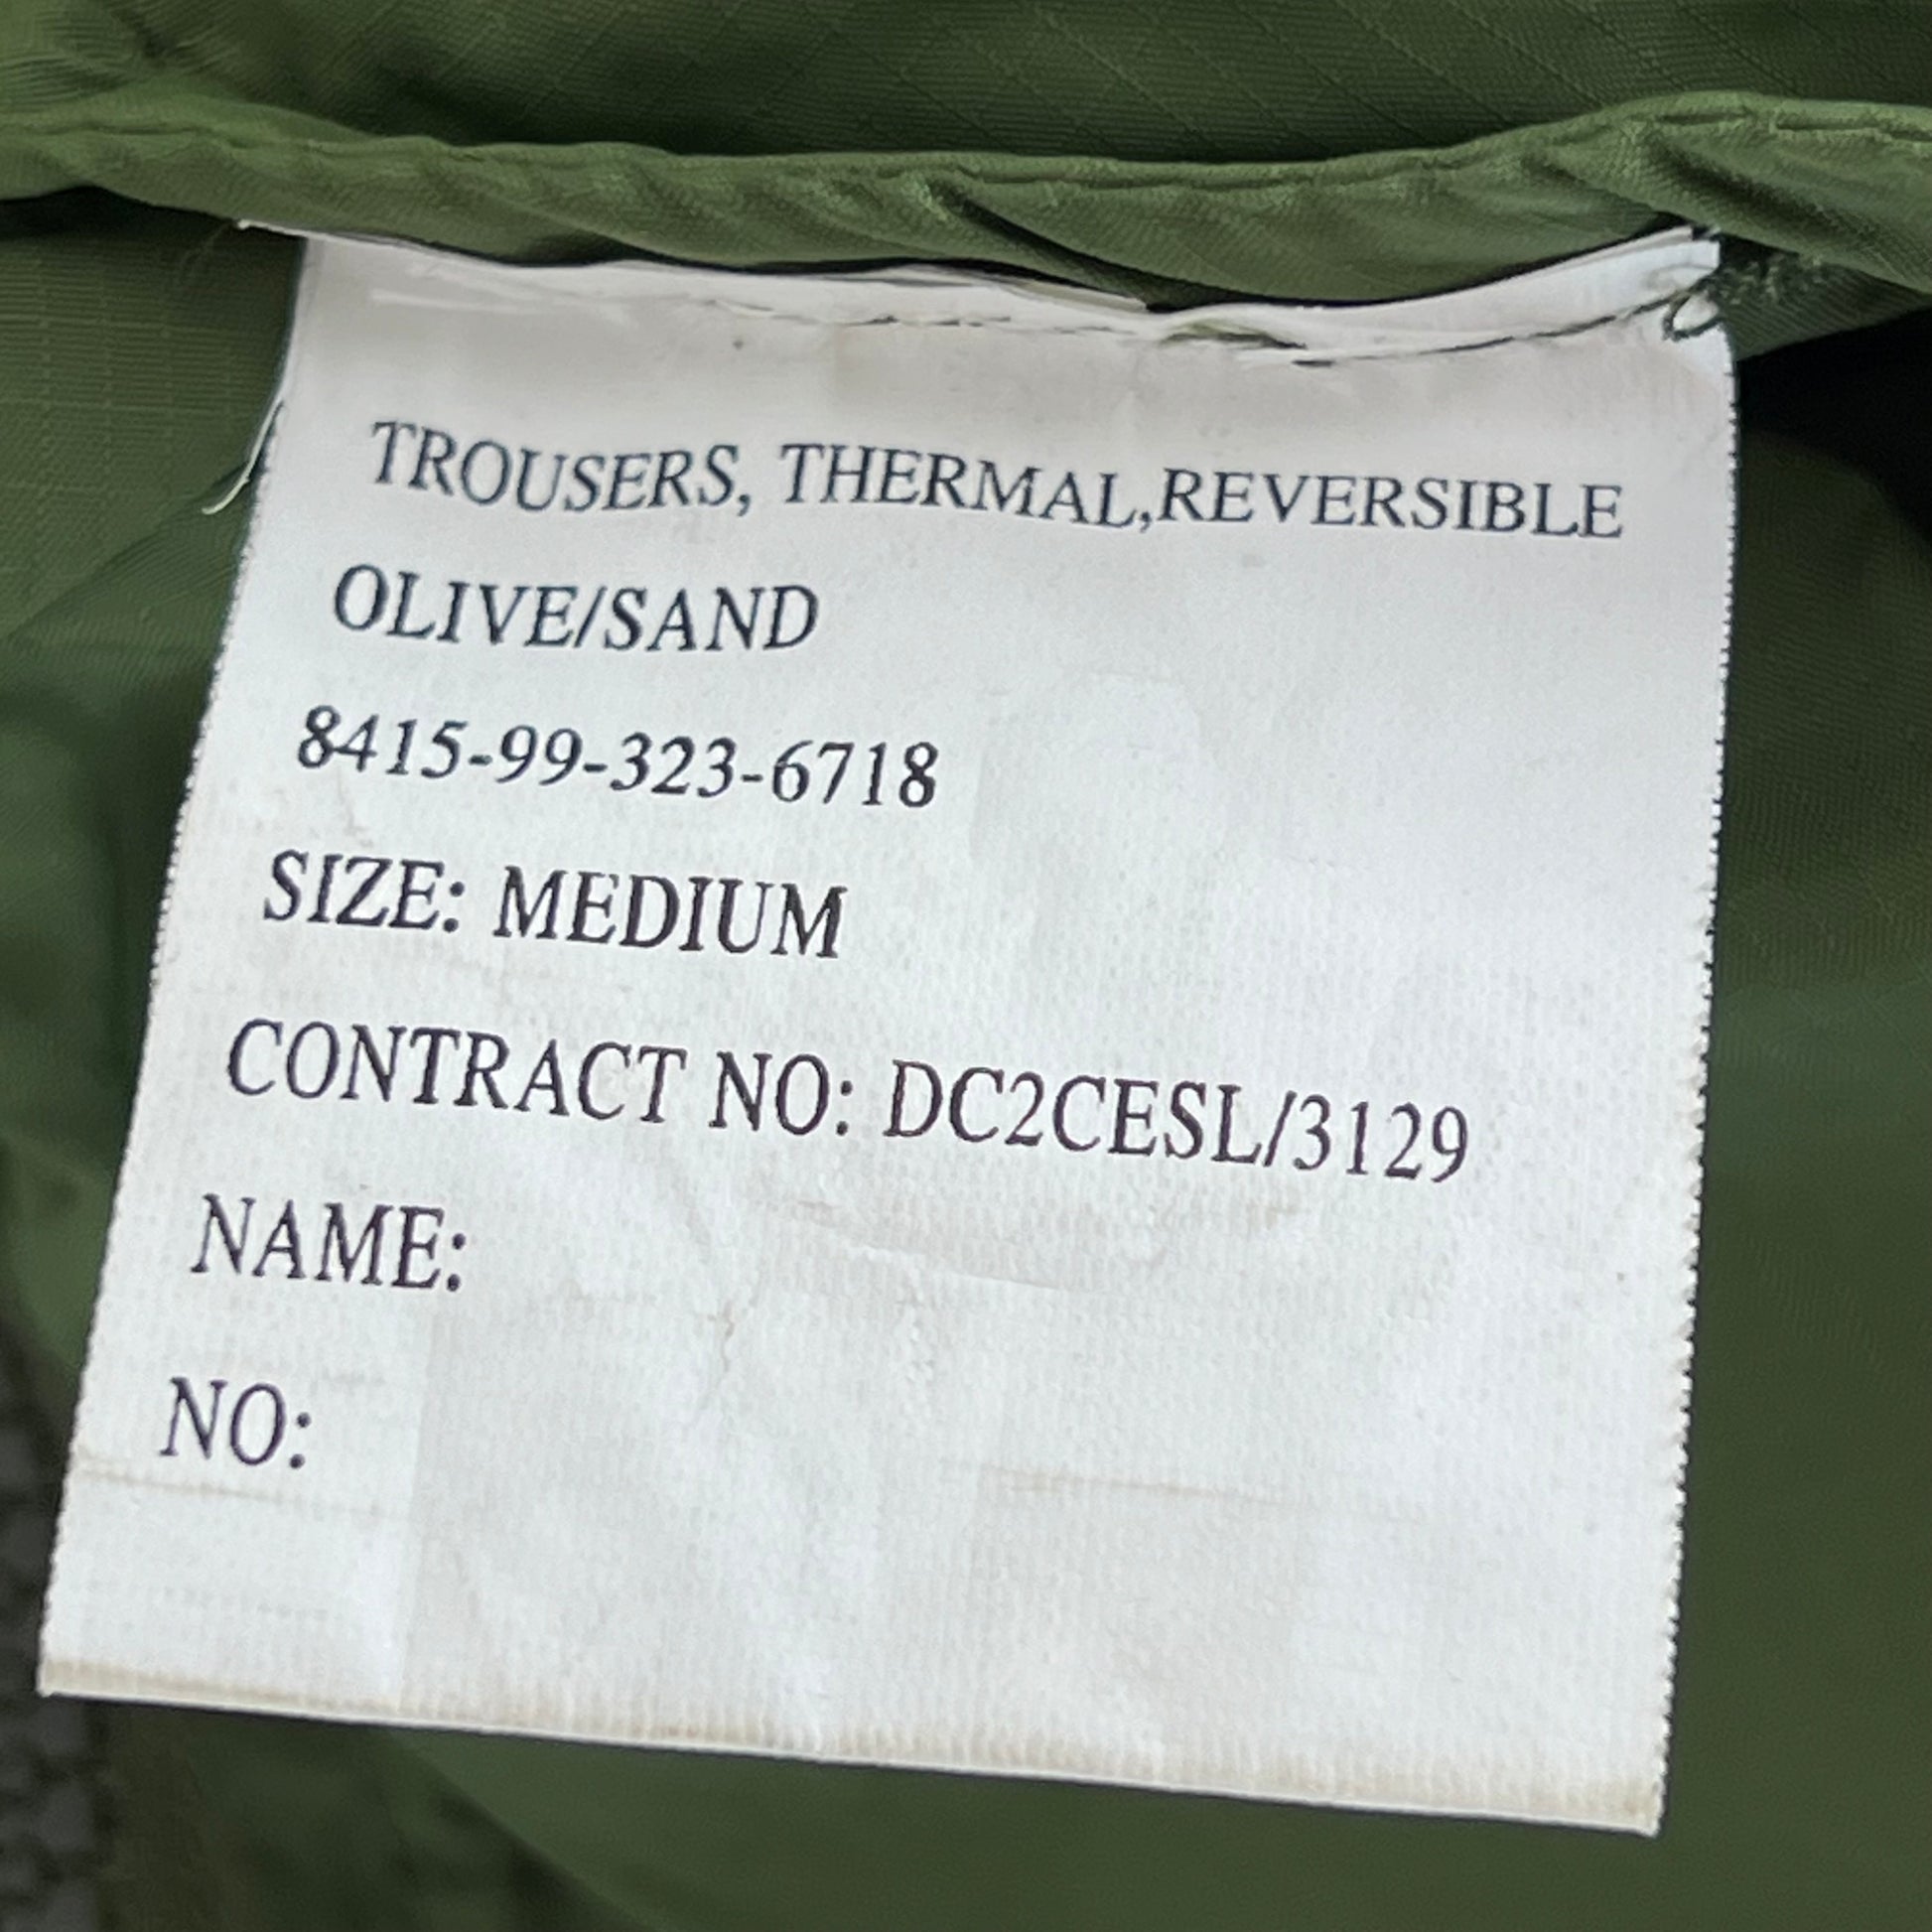 TROUSERS, THERMAL,REVERSIBLE
OLIVE/SAND
8415-99-323-6718
SIZE: MEDIUM
CONTRACT NO: DC2CESL/3129
NAME:
NO: